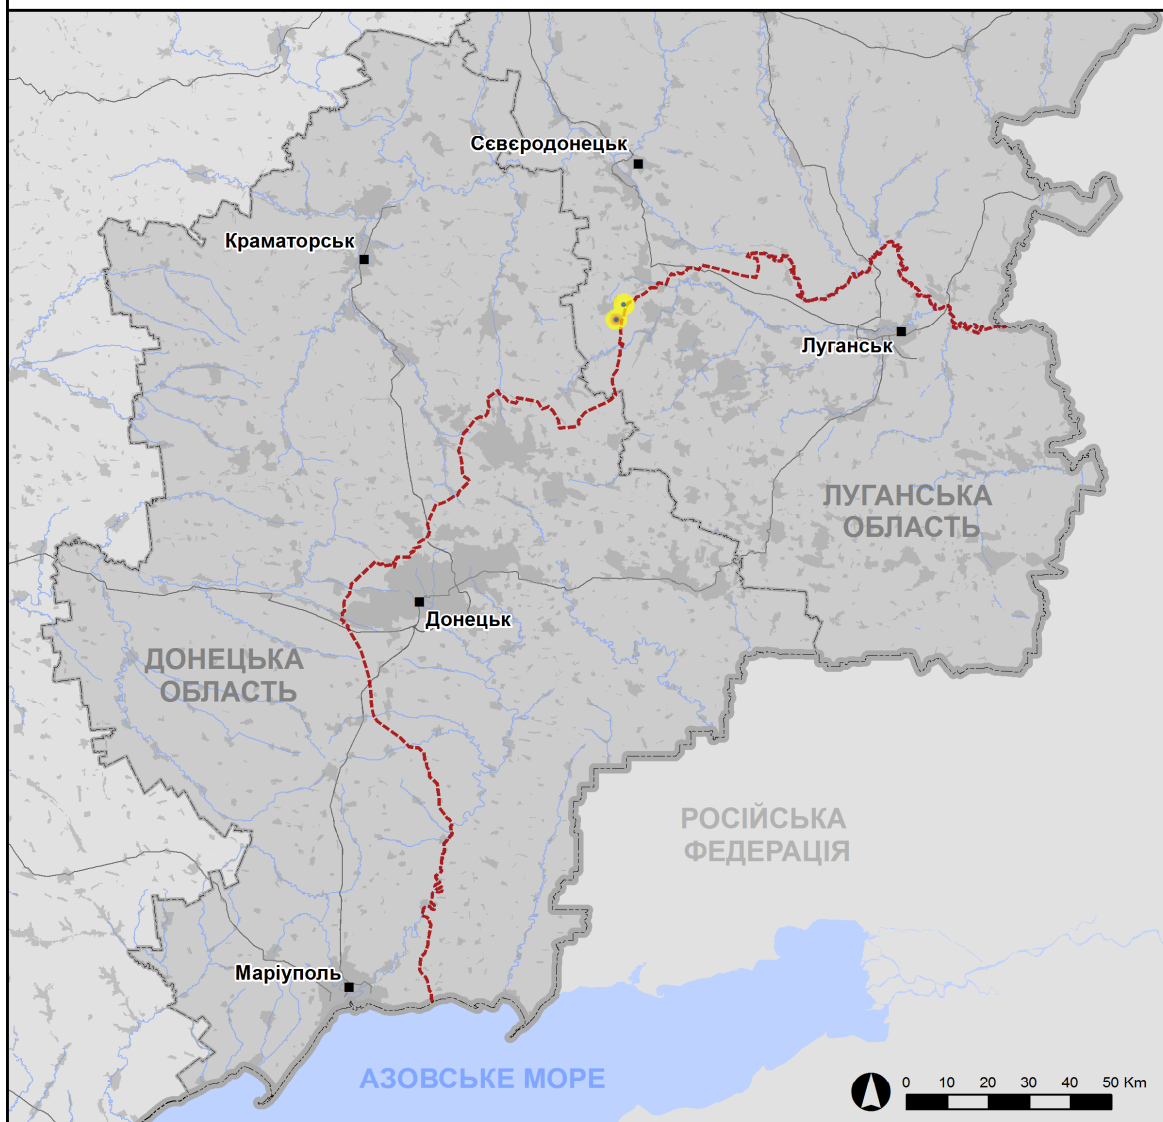 Сєвєродонецьк
Краматорськ
Луганськ
ЛУГАНСЬКА
ОБЛАСТЬ
Донецьк
ДОНЕЦЬКА
ОБЛАСТЬ
РОСІЙСЬКА
ФЕДЕРАЦІЯ
Маріуполь
АЗОВСЬКЕ МОРЕ
0 10 20 30 40 50 Km